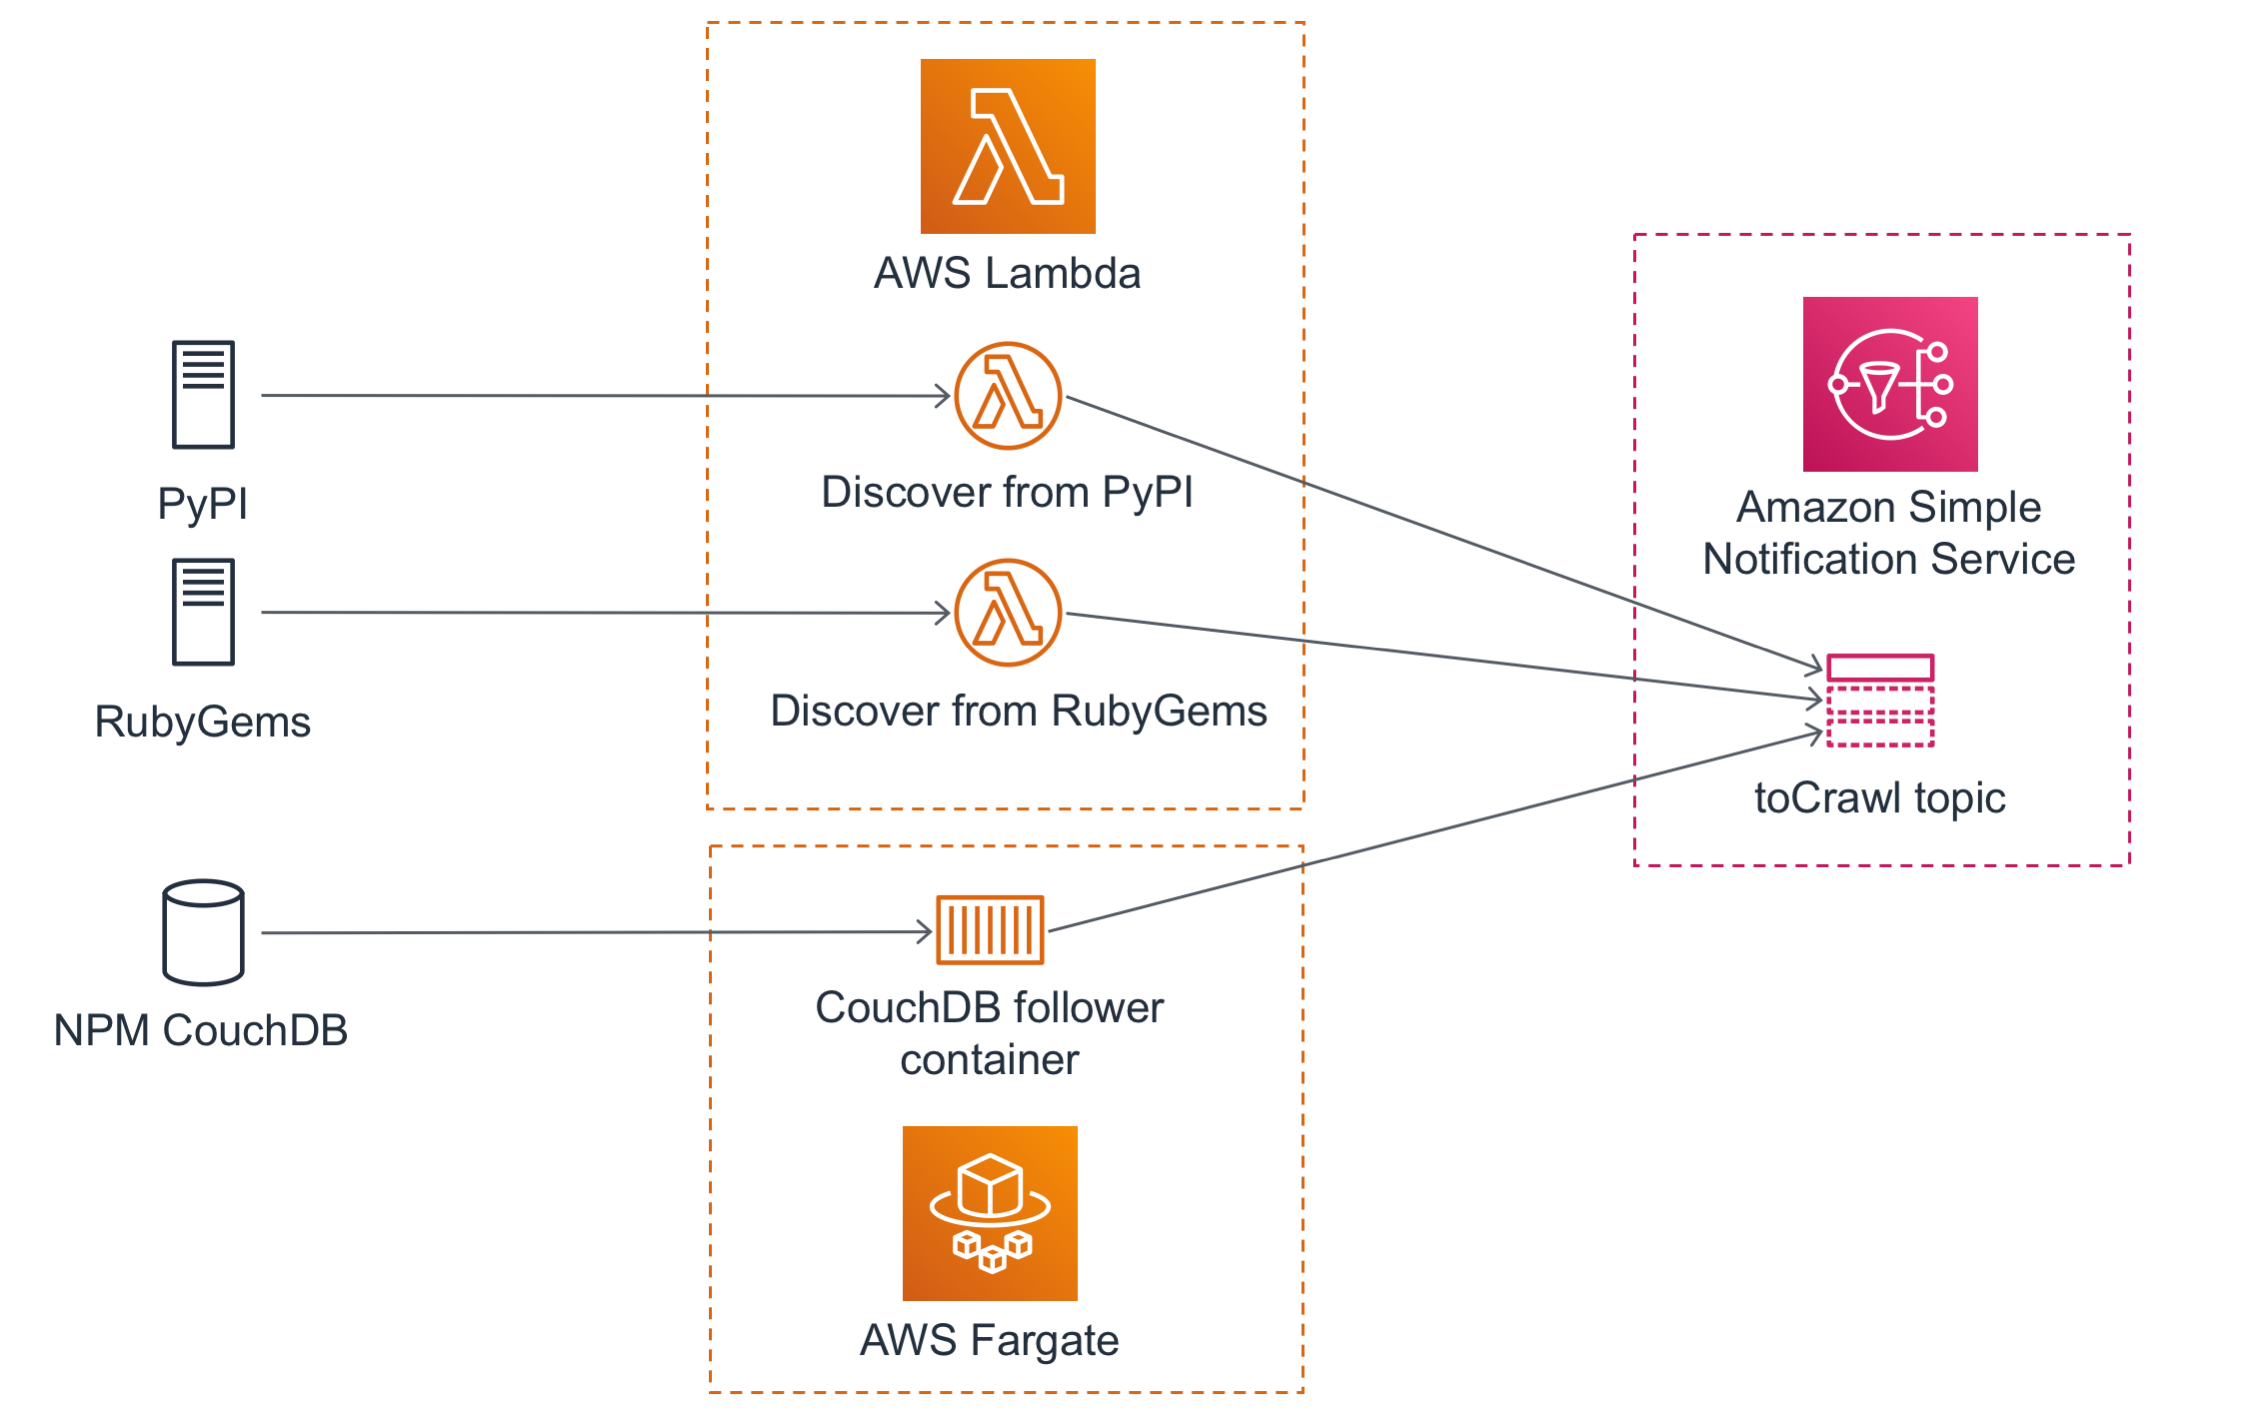 AWS Lambda
PyPI
Discover from PyPI
RubyGems
Discover from RubyGems
Amazon Simple
Notification Service
toCrawl topic
NPM CouchDB
CouchDB follower
container
AWS Fargate